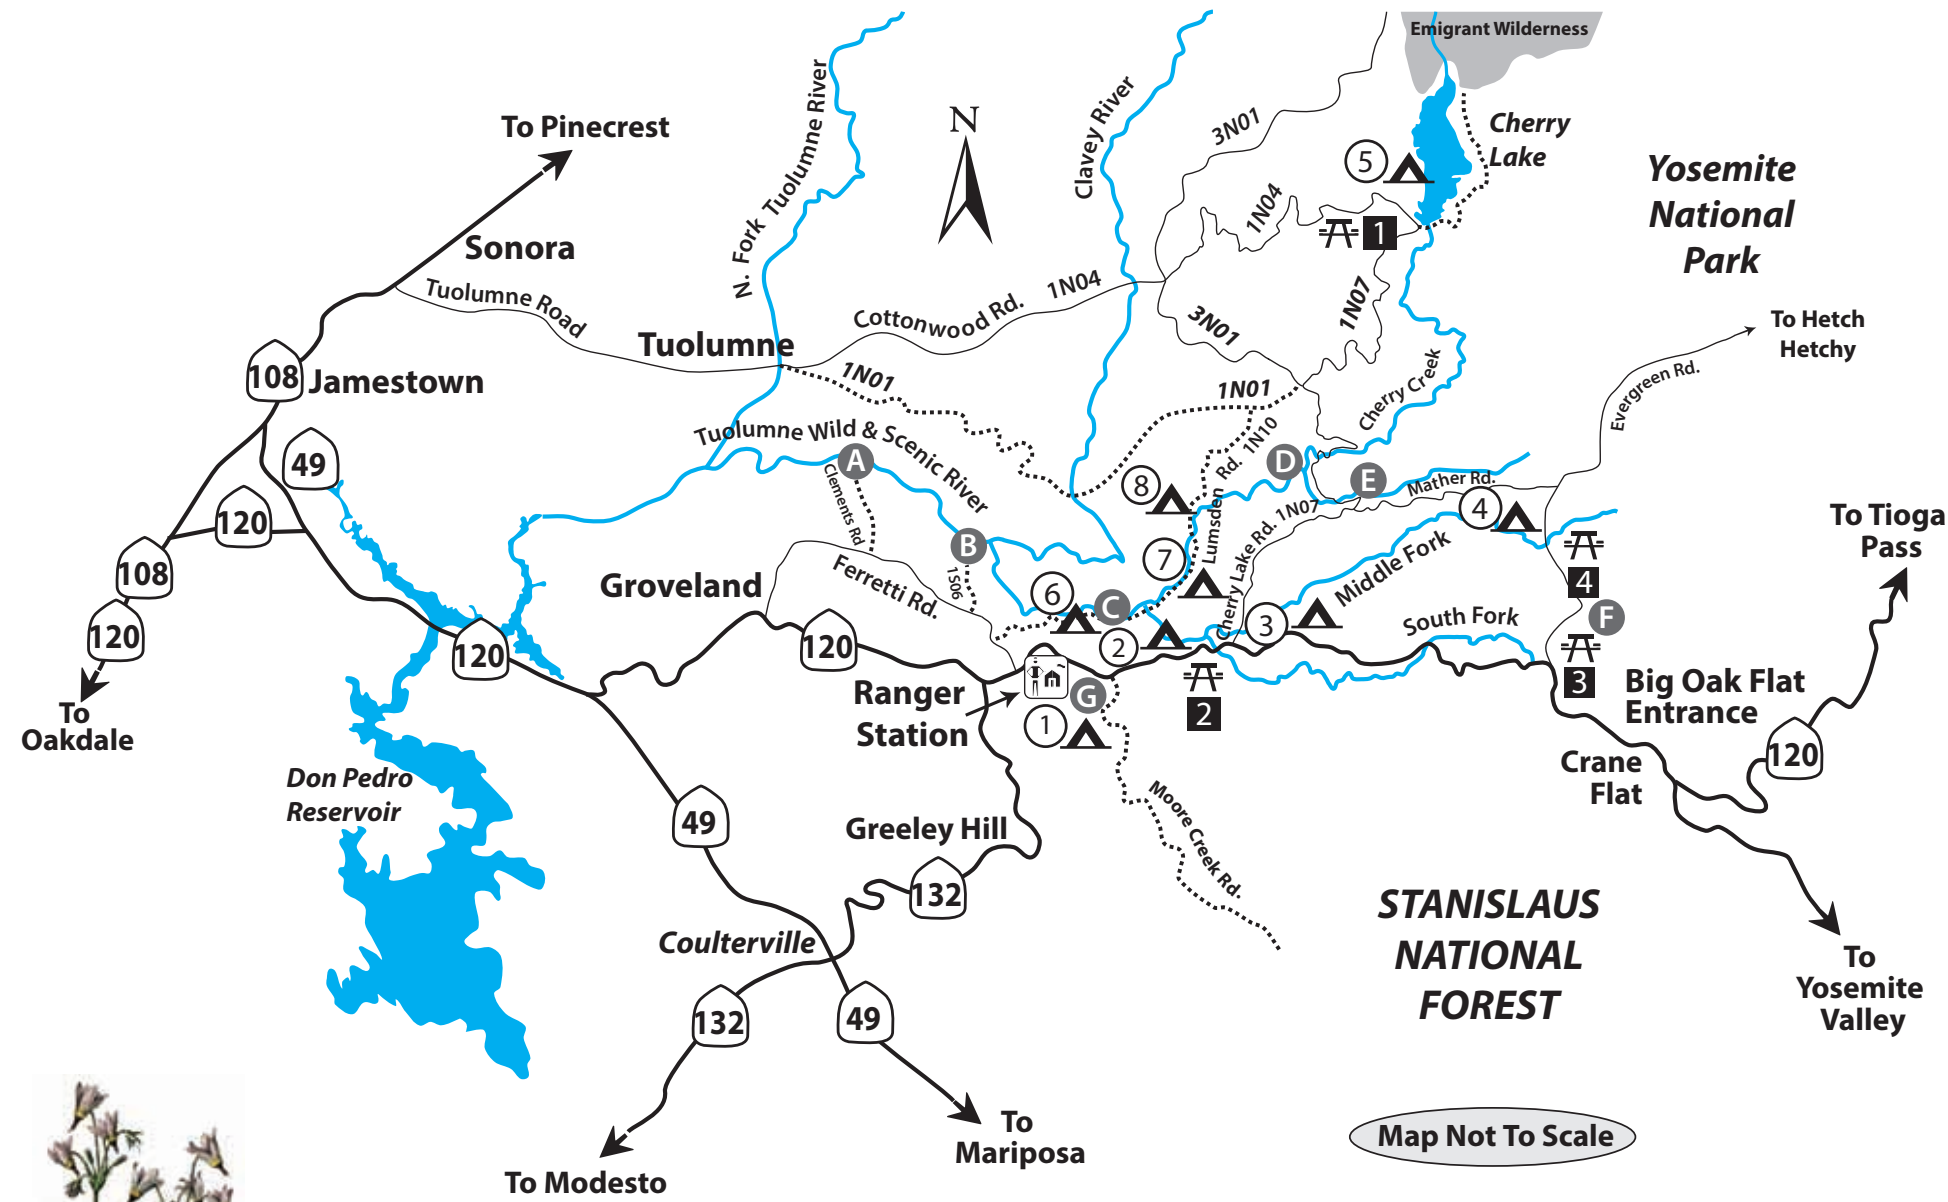 Emigrant Wilderness
N
To Pinecrest
N. Fork Tuolumne River
Clavey River
3N01
Cherry
Lake
5
Yosemite
National
Park
1N04
1
Sonora
Tuolumne Road
Cottonwood Rd. 1N04
1N07
3N01
To Hetch
Hetchy
Tuolumne
108
Jamestown
1N01
1N01
Cherry Creek
Evergreen Rd.
Tuolumne Wild & Scenic River
49
A
Clements Rd
Lumsden Rd. 1N10
D
E
Mather Rd.
8
4
120
Cherry Lake Rd. 1N07
To Tioga
Pass
B
108
Ferretti Rd.
1S06
7
Middle Fork
4
Groveland
6
C
120
120
120
2
3
South Fork
F
Ranger
Station
G
1
2
3
Big Oak Flat
Entrance
To
Oakdale
120
Crane
Flat
Don Pedro
Reservoir
49
Moore Creek Rd.
Greeley Hill
132
Coulterville
STANISLAUS
NATIONAL
FOREST
To
Yosemite
Valley
132
49
To
Mariposa
Map Not To Scale
To Modesto